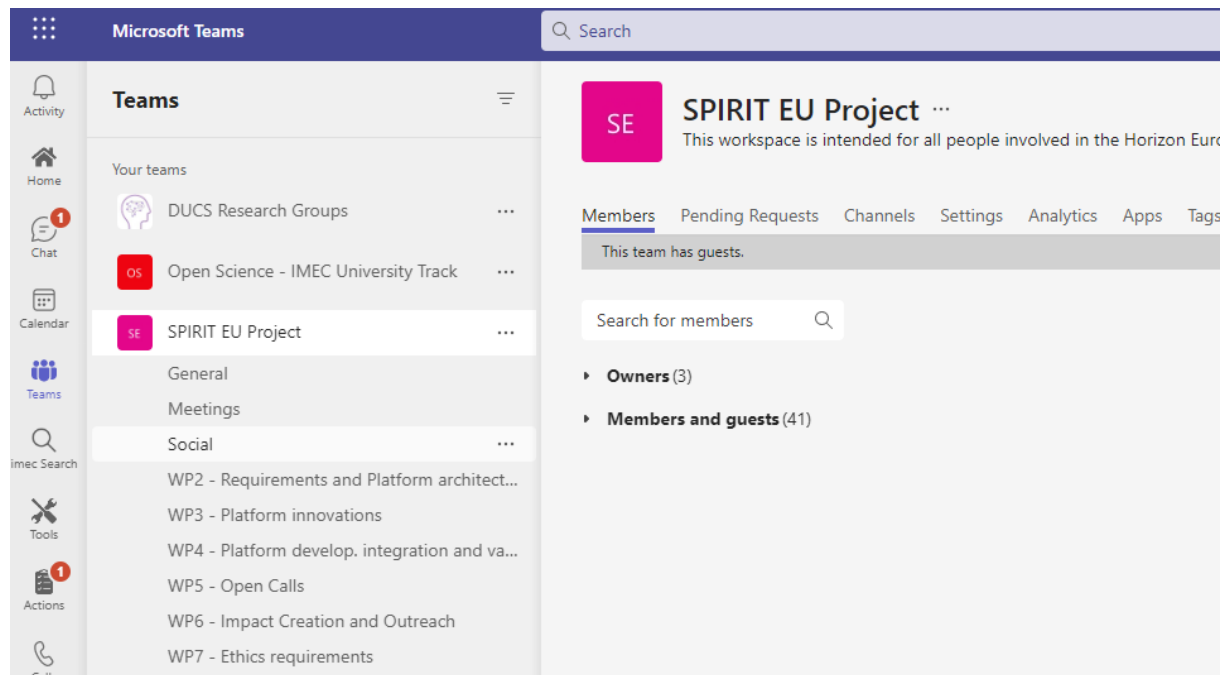 Microsoft Teams
Search
Activity
Home
1
Chat
Calendar
Teams
imec Search
Tools
1
Actions
Teams
Your teams
DUCS Research Groups
OS
Open Science - IMEC University Track
SE
SPIRIT EU Project
General
Meetings
Social
WP2 - Requirements and Platform architect...
WP3 - Platform innovations
WP4 - Platform develop. integration and va...
WP5 - Open Calls
WP6 - Impact Creation and Outreach
WP7 - Ethics requirements
SE
SPIRIT EU Project
This workspace is intended for all people involved in the Horizon Euro
Members Pending Requests Channels Settings Analytics Apps Tags
This team has guests.
Search for members
Owners (3)
Members and guests (41)